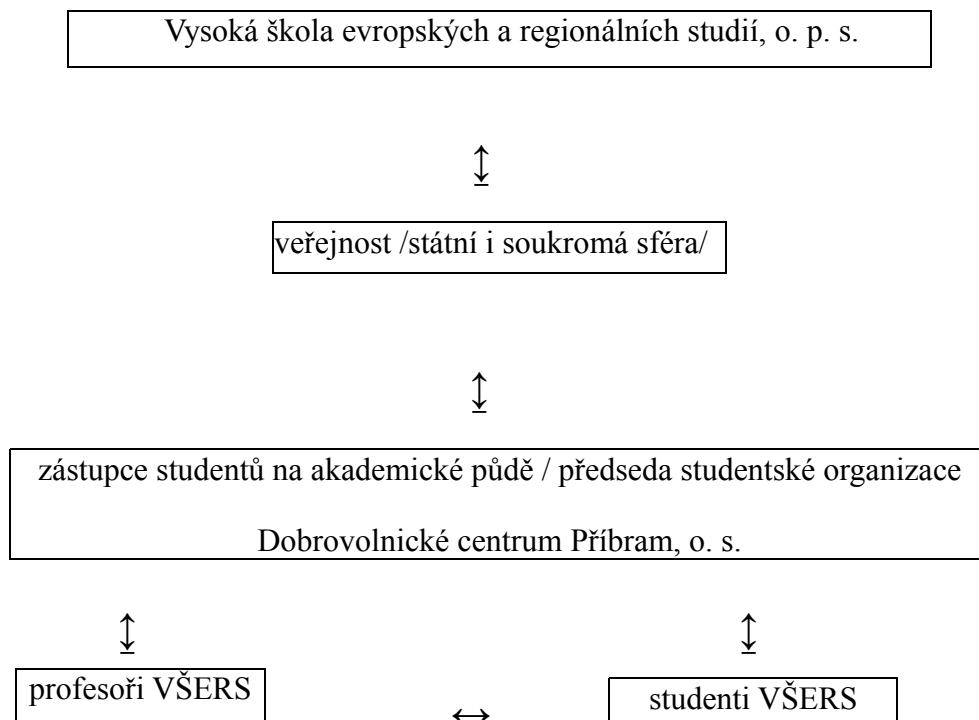 Vysoká škola evropských a regionálních studií, o. p. s.
↕
veřejnost /státní i soukromá sféra/
↕
zástupce studentů na akademické půdě / předseda studentské organizace
Dobrovolnické centrum Příbram, o. s.
↕ ↕
profesoři VŠERS ↔ studenti VŠERS